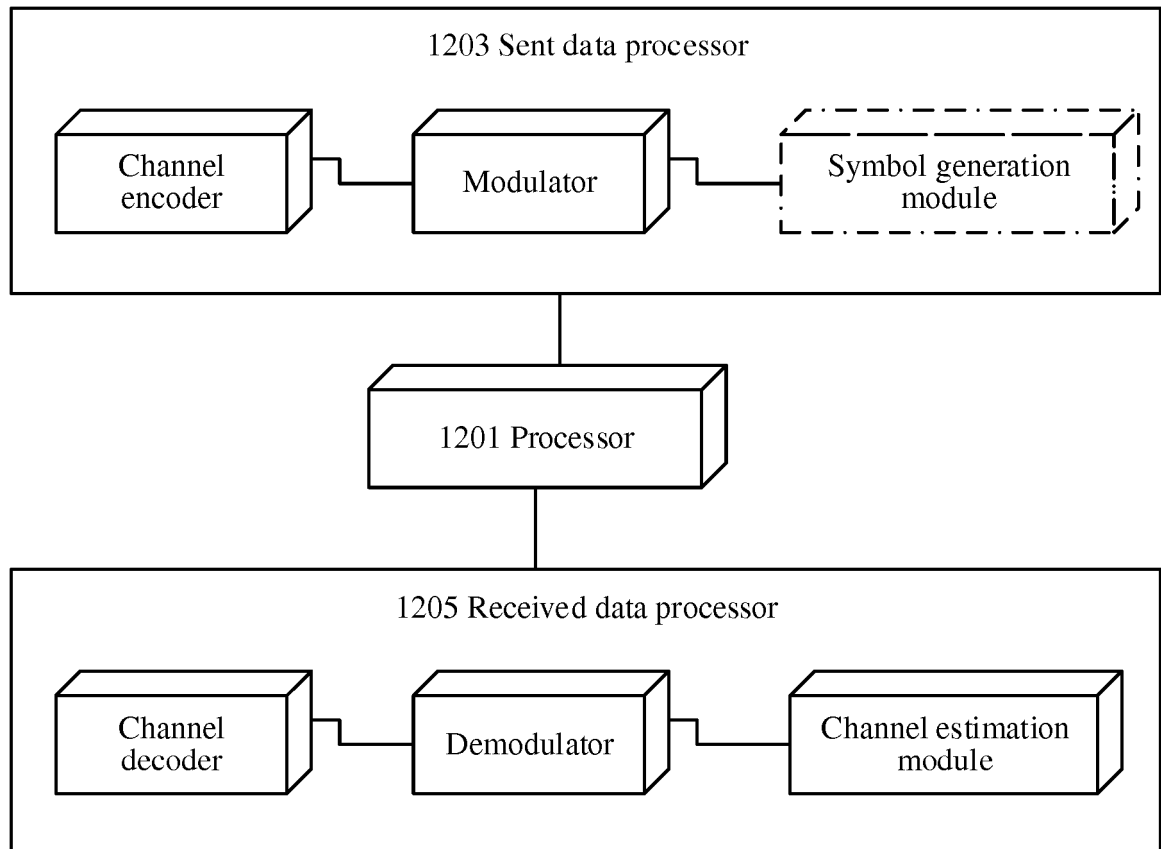 1203 Sent data processor
Channel
encoder
Modulator
Symbol generation
module
1201 Processor
1205 Received data processor
Channel
decoder
Demodulator
Channel estimation
module